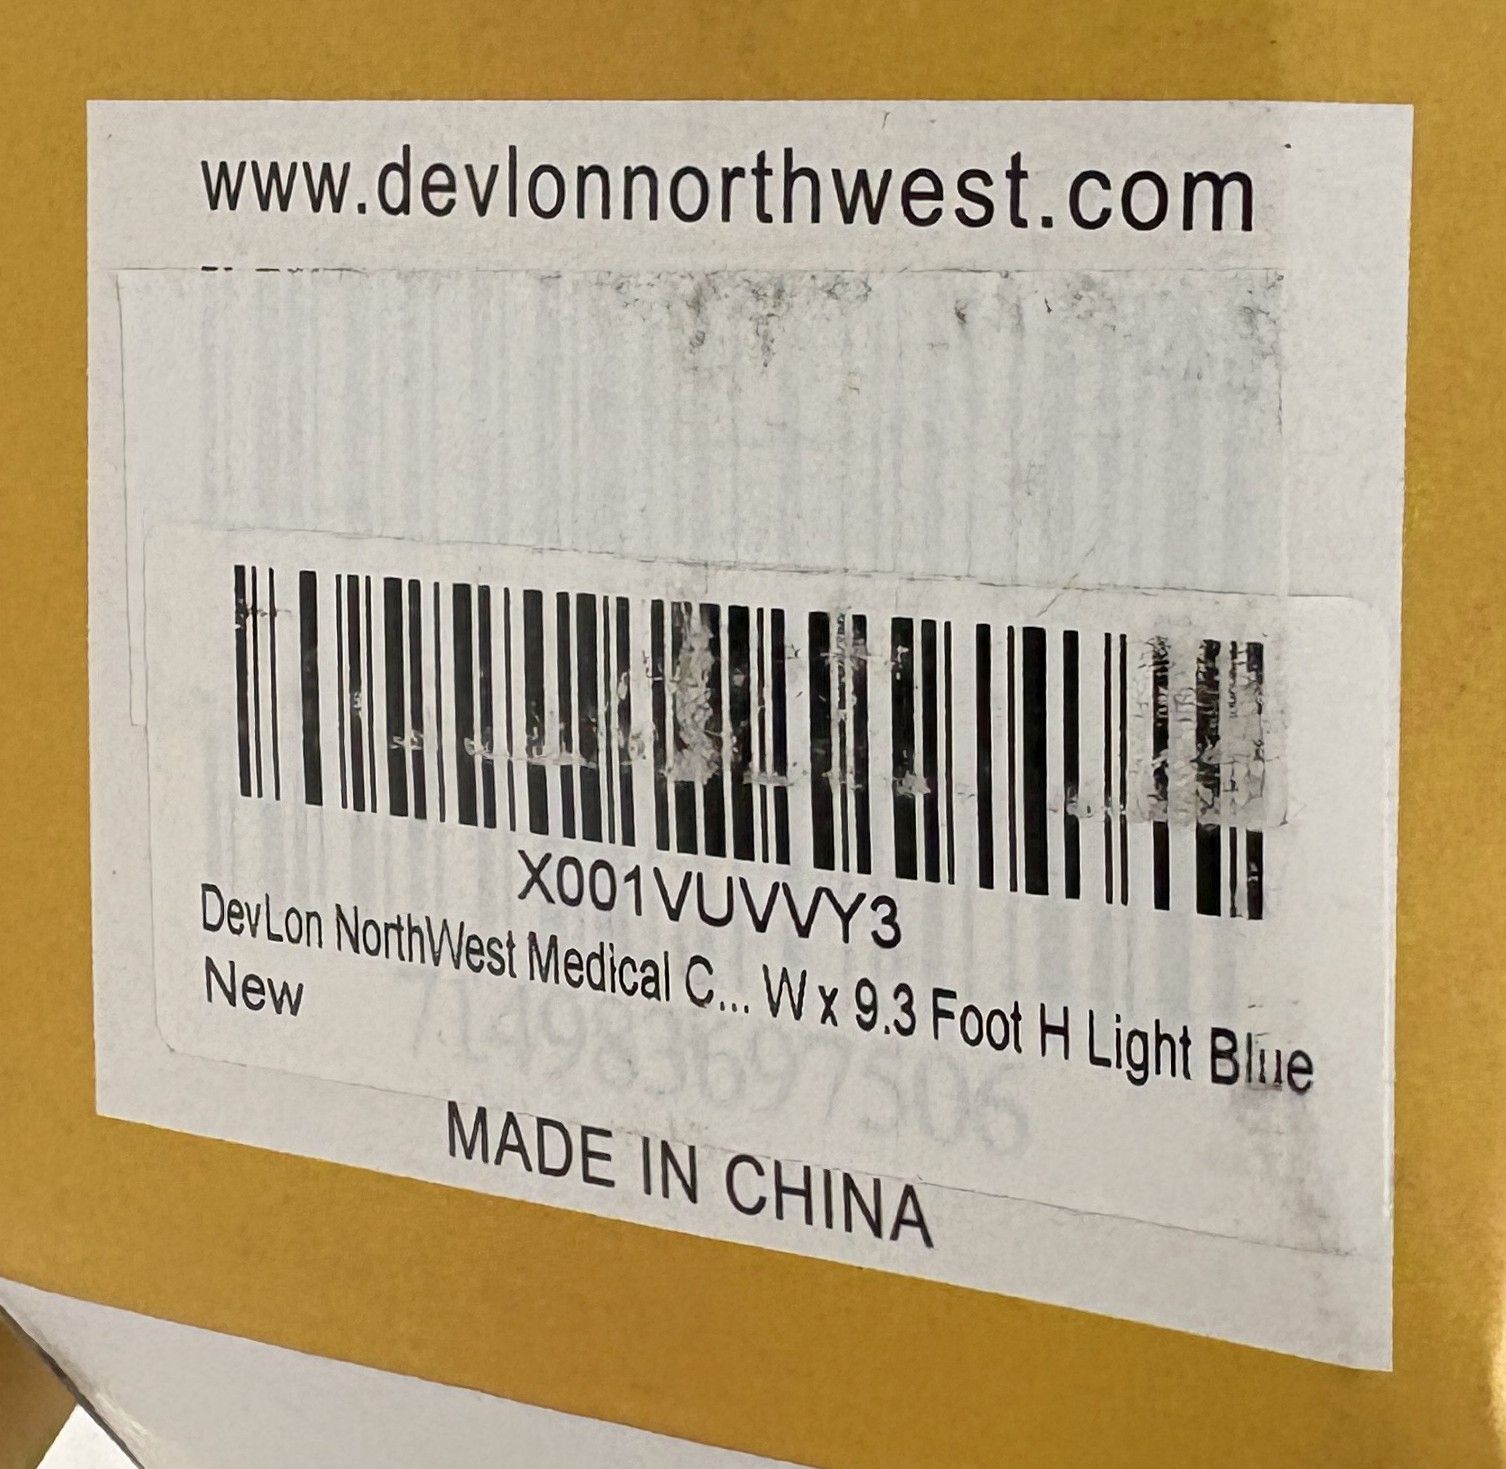 www.devlonnorthwest.com
X001VUVVY3
DevLon NorthWest Medical C... W x 9.3 Foot H Light Blue
New
MADE IN CHINA